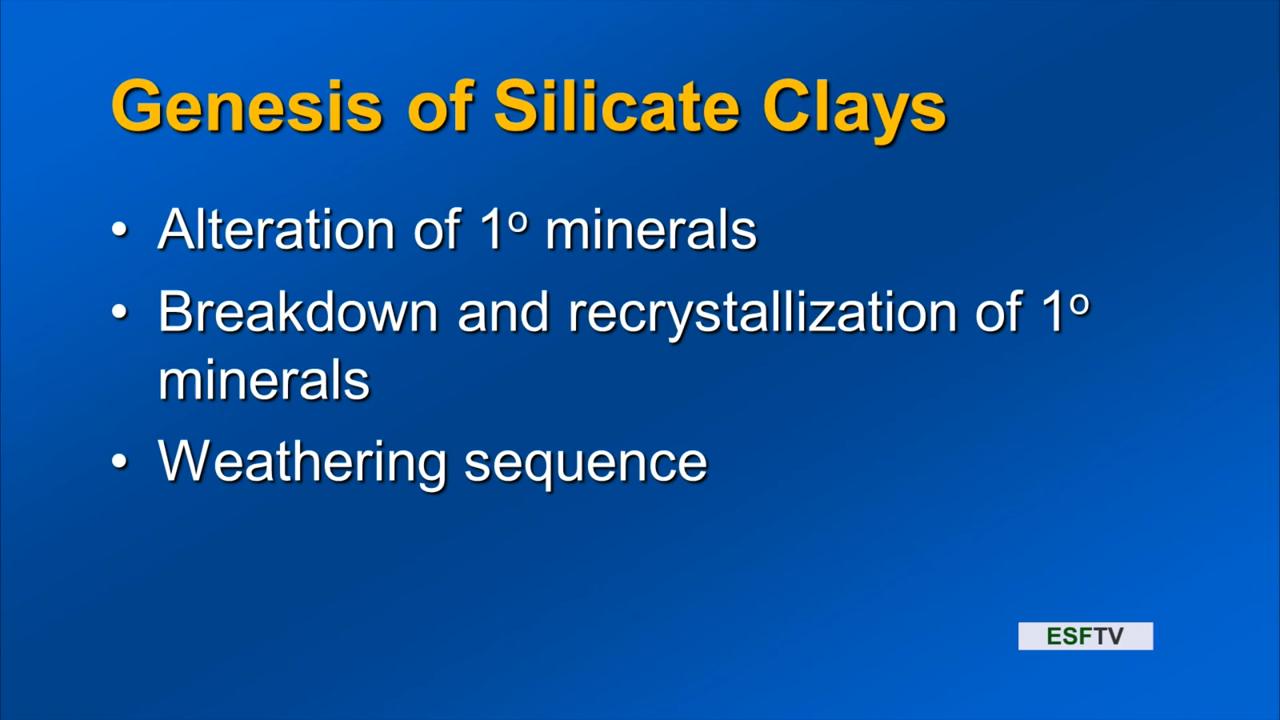 Genesis of Silicate Clays
• Alteration of 1º minerals
• Breakdown and recrystallization of 1º
minerals
• Weathering sequence
ESFTV